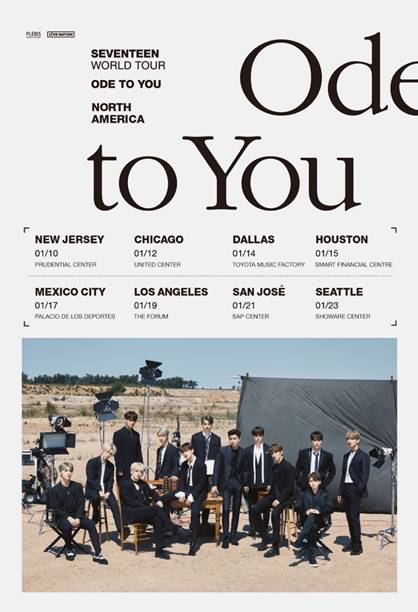 PLEDIS LIVE NATION
SEVENTEEN
WORLD TOUR
ODE TO YOU
NORTH
AMERICA
Ode
to You
NEW JERSEY CHICAGO DALLAS HOUSTON
01/10 01/12 01/14 01/15
PRUDENTIAL CENTER UNITED CENTER TOYOTA MUSIC FACTORY SMART FINANCIAL CENTRE
MEXICO CITY LOS ANGELES SAN JOSÉ SEATTLE
01/17 01/19 01/21 01/23
PALACIO DE LOS DEPORTES THE FORUM SAP CENTER SHOWARE CENTER